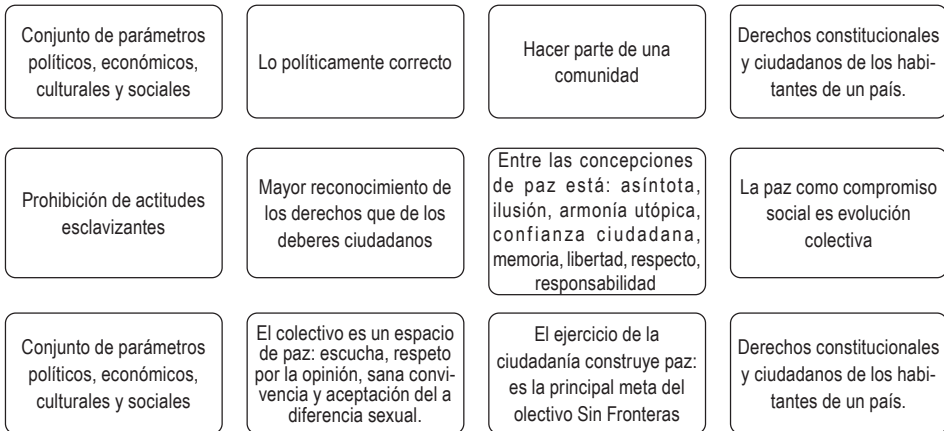 Conjunto de parámetros
políticos, económicos,
culturales y sociales
Lo políticamente correcto
Hacer parte de una
comunidad
Derechos constitucionales
y ciudadanos de los habi-
tantes de un país.
Prohibición de actitudes
esclavizantes
Mayor reconocimiento de
los derechos que de los
deberes ciudadanos
Entre las concepciones
de paz está: asíntota,
ilusión, armonía utópica,
confianza ciudadana,
memoria, libertad, respecto,
responsabilidad
La paz como compromiso
social es evolución
colectiva
Conjunto de parámetros
políticos, económicos,
culturales y sociales
El colectivo es un espacio
de paz: escucha, respeto
por la opinión, sana convi-
vencia y aceptación del a
diferencia sexual.
El ejercicio de la
ciudadanía construye paz:
es la principal meta del
olectivo Sin Fronteras
Derechos constitucionales
y ciudadanos de los habi-
tantes de un país.